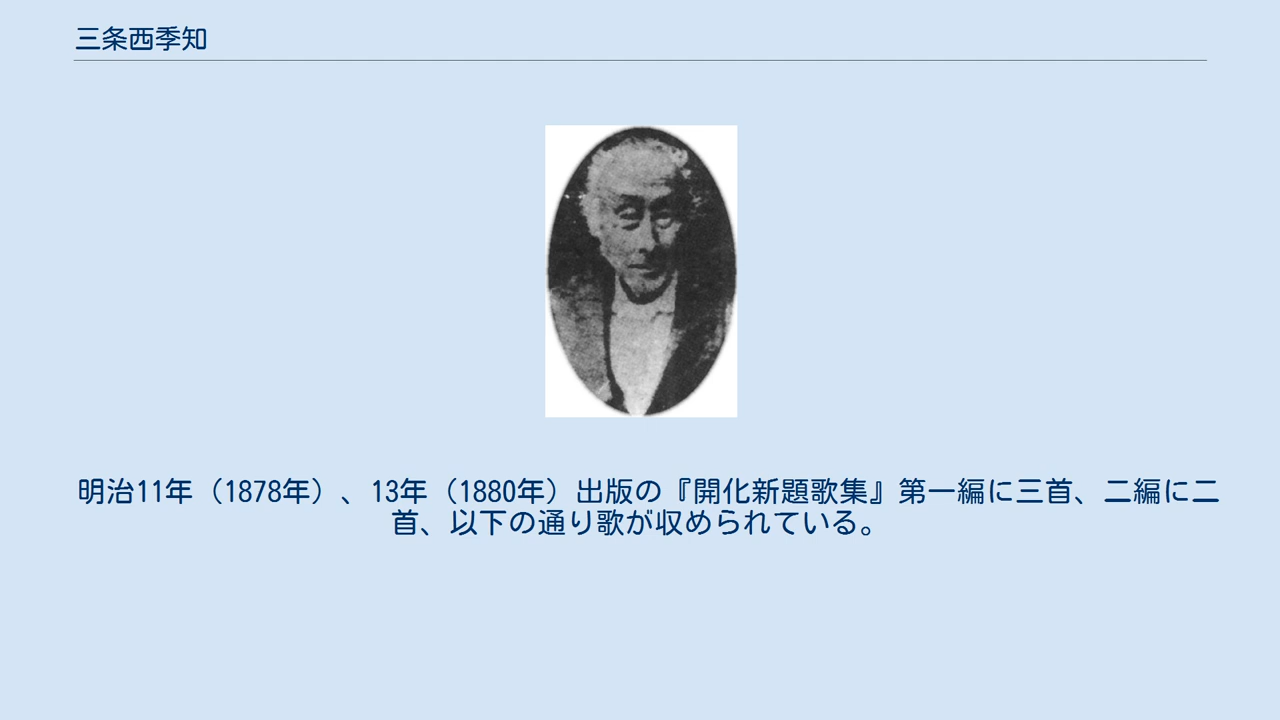 三条西季知
明治11年（1878年）、13年（1880年）出版の『開化新題歌集』第一編に三首、二編に二
首、以下の通り歌が収められている。